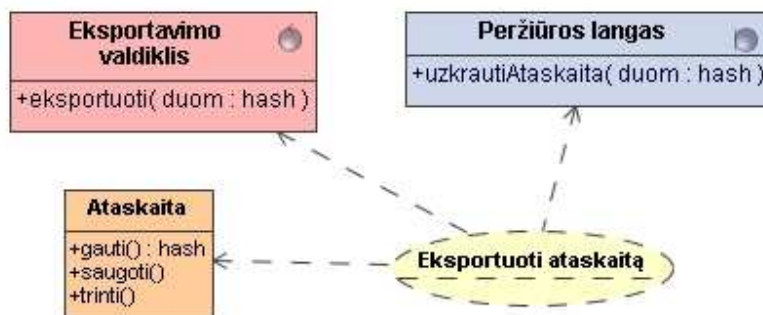 Eksportavimo
valdiklis
+eksportuoti( duom : hash )
Peržiūros langas
+uzkrautiAtaskaita( duom : hash )
Ataskaita
+gauti() : hash
+saugoti()
+trinti()
Eksportuoti ataskaitą